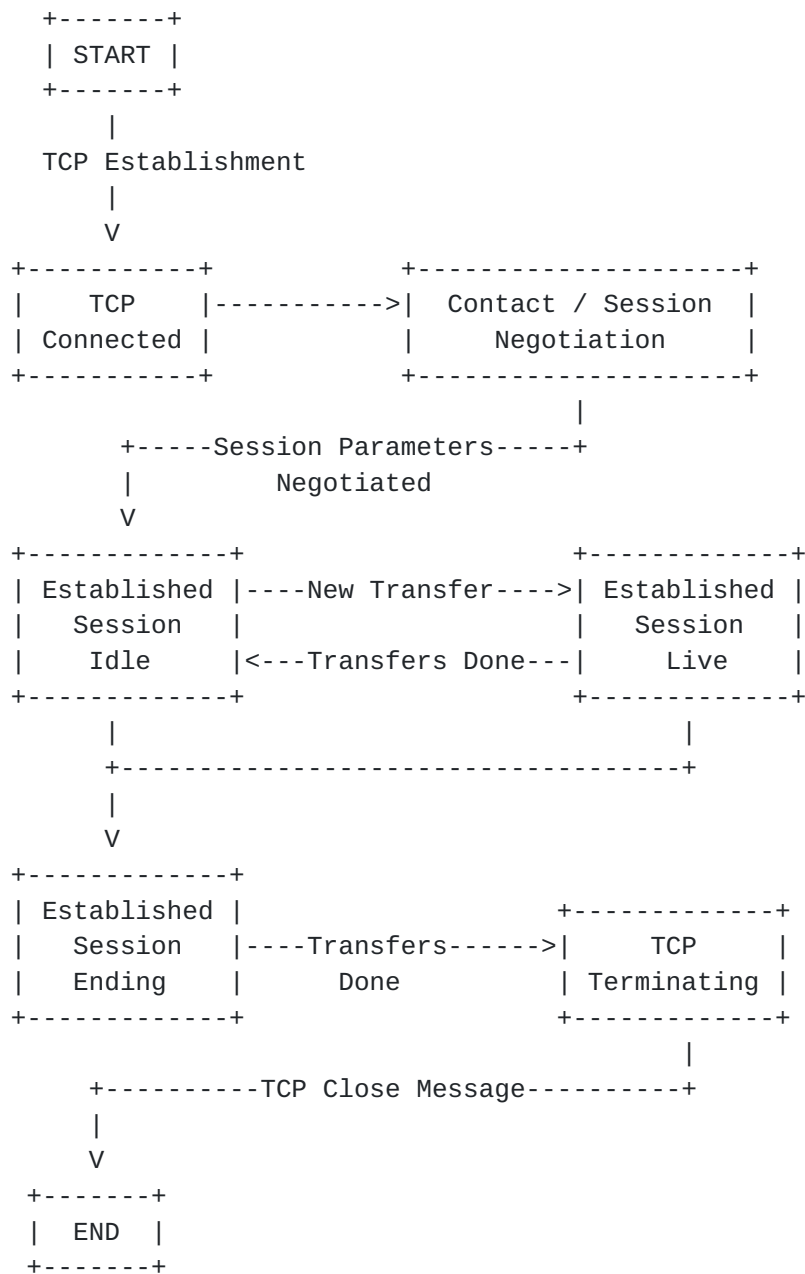 +-------+
| START |
+-------+
|
TCP Establishment
|
V
+-----------+            +---------------------+
|    TCP    |----------->|  Contact / Session  |
| Connected |            |     Negotiation     |
+-----------+            +---------------------+
|
+-----Session Parameters-----+
|         Negotiated
V
+-------------+                     +-------------+
| Established |----New Transfer---->| Established |
|   Session   |                     |   Session   |
|    Idle     |<---Transfers Done---|     Live    |
+-------------+                     +-------------+
|                                    |
+------------------------------------+
|
V
+-------------+
| Established |                    +-------------+
|   Session   |----Transfers------>|     TCP     |
|   Ending    |      Done          | Terminating |
+-------------+                    +-------------+
|
+----------TCP Close Message----------+
|
V
+-------+
|  END  |
+-------+